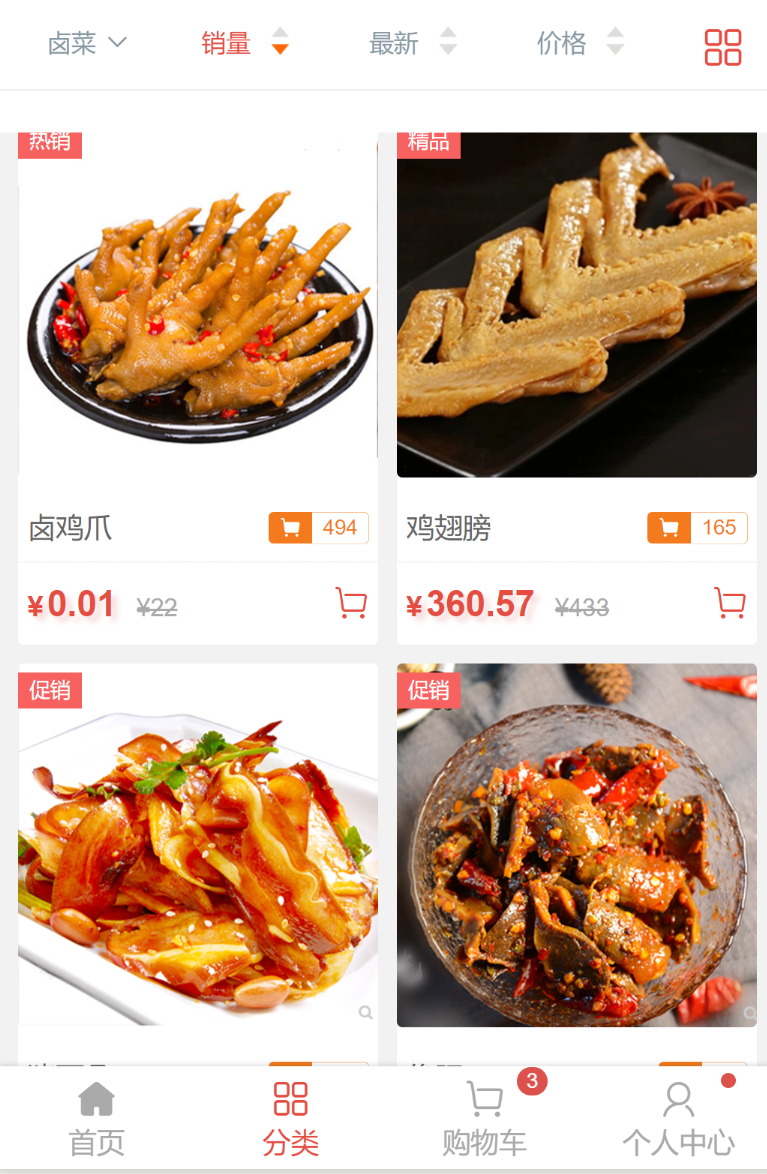 卤菜 销量 最新 价格
热销 精品
卤鸡爪 494 鸡翅膀 165
¥0.01 ¥22 ¥360.57 ¥433
促销 促销
3
首页 分类 购物车 个人中心